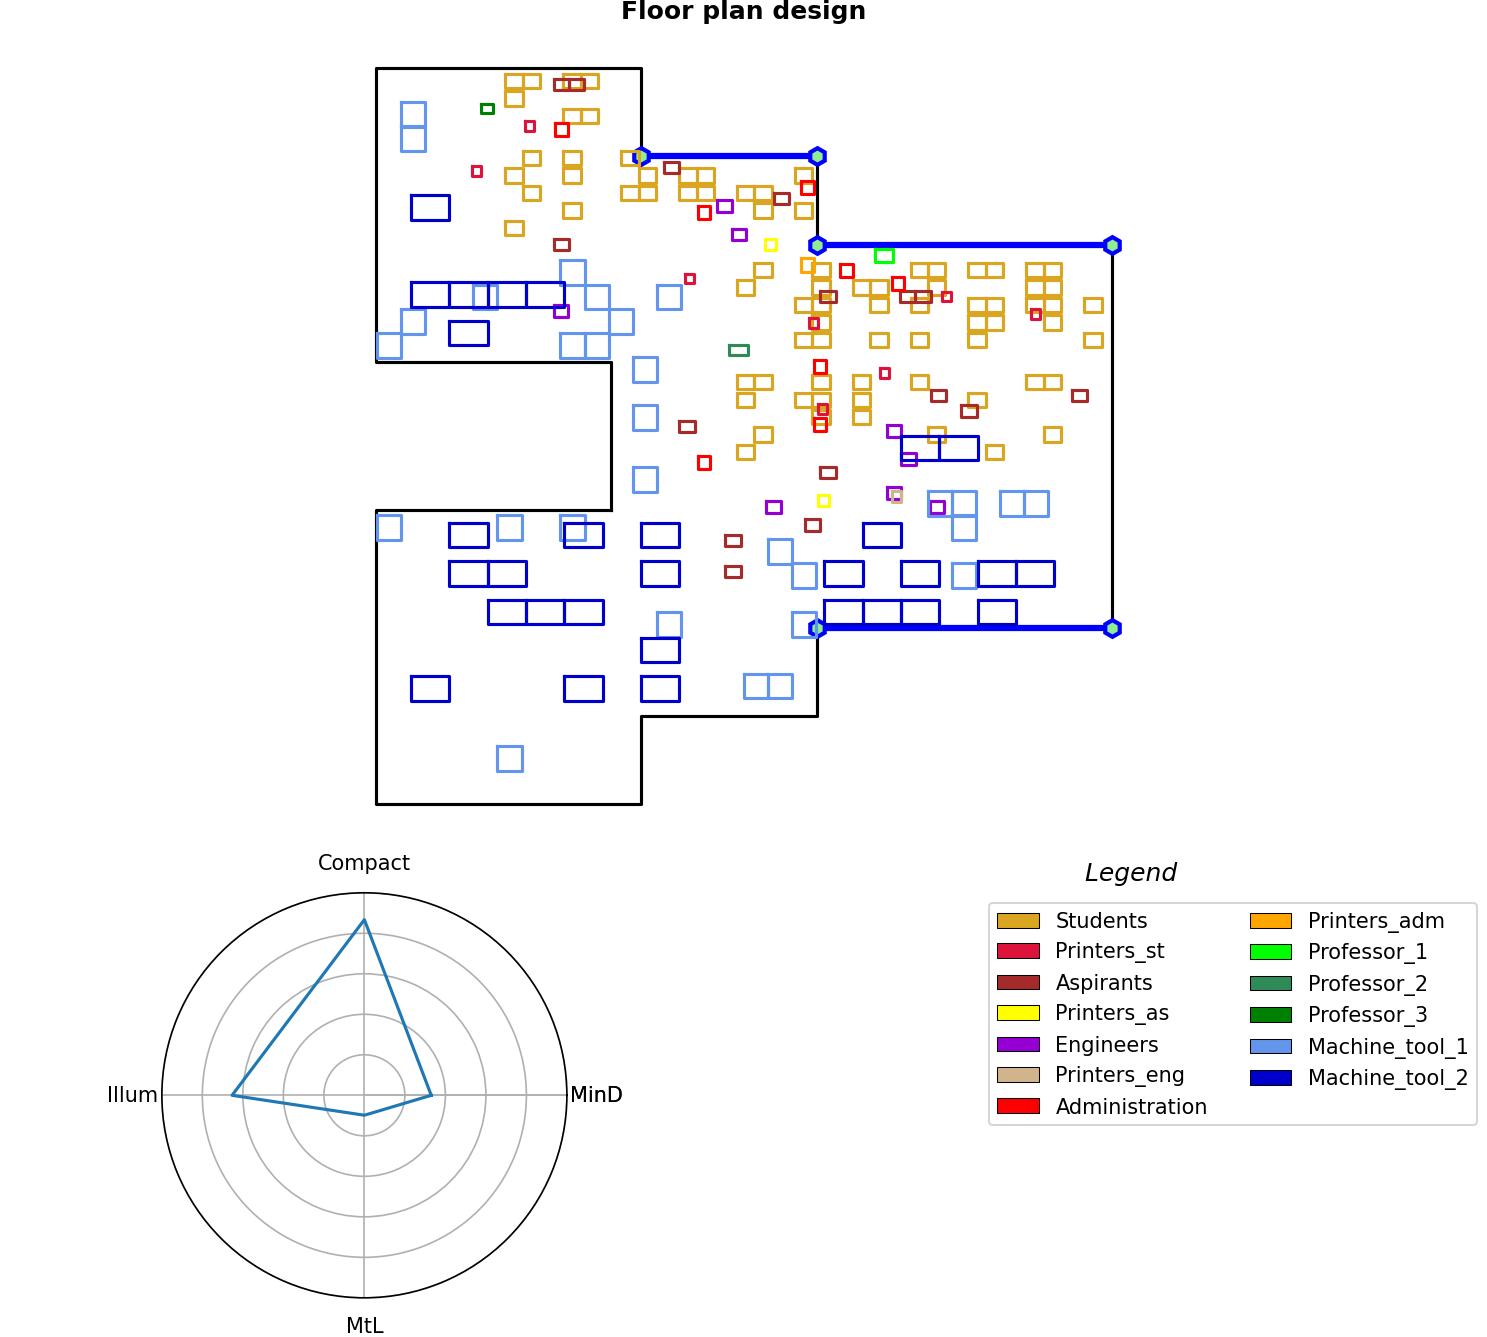 Floor plan design
Compact
Illum
MinD
MtL
Legend
Students
Printers_st
Aspirants
Printers_as
Engineers
Printers_eng
Administration
Printers_adm
Professor_1
Professor_2
Professor_3
Machine_tool_1
Machine_tool_2